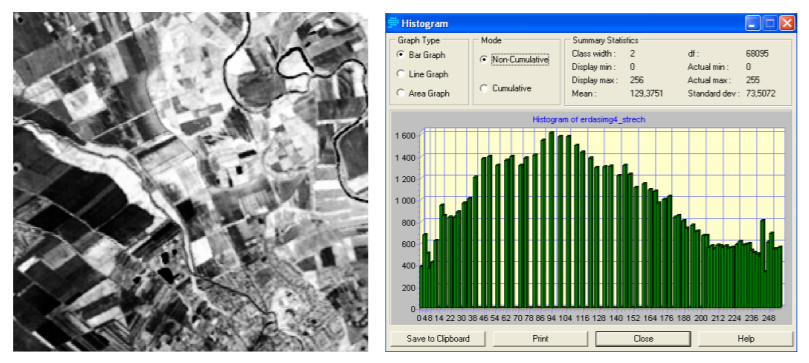 Histogram
Graph Type
Bar Graph
Line Graph
Area Graph
Mode
Non-Cumulative
Cumulative
Summary Statistics
Class width : 2 df : 68095
Display min : 0 Actual min : 0
Display max : 256 Actual max : 255
Mean : 129,3751 Standard dev : 73,5072
Histogram of erdasimg4_strech
1 600
1 400
1 200
1 000
800
600
400
200
0
0 4 8 14 22 30 38 46 54 62 70 78 86 94 104 116 128 140 152 164 176 188 200 212 224 236 248
Save to Clipboard Print Close Help